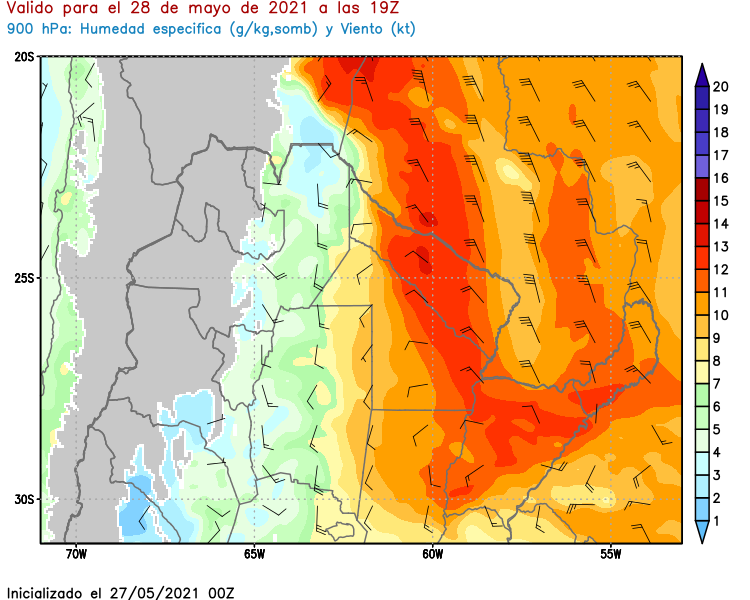 Valido para el 28 de mayo de 2021 a las 19Z
900 hPa: Humedad especifica (g/kg,somb) y Viento (kt)
20S
25S
30S
70W
65W
60W
55W
20
19
18
17
16
15
14
13
12
11
10
9
8
7
6
5
4
3
2
1
Inicializado el 27/05/2021 00Z